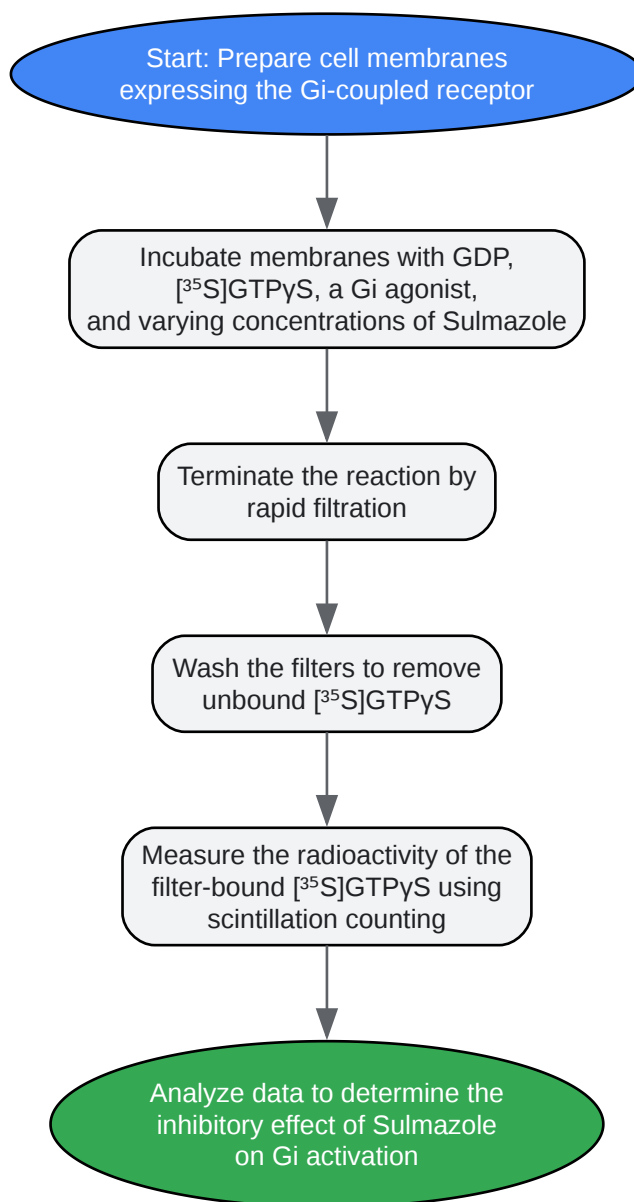 Start: Prepare cell membranes
expressing the Gi-coupled receptor
Incubate membranes with GDP,
[³⁵S]GTPγS, a Gi agonist,
and varying concentrations of Sulmazole
Terminate the reaction by
rapid filtration
Wash the filters to remove
unbound [³⁵S]GTPγS
Measure the radioactivity of the
filter-bound [³⁵S]GTPγS using
scintillation counting
Analyze data to determine the
inhibitory effect of Sulmazole
on Gi activation